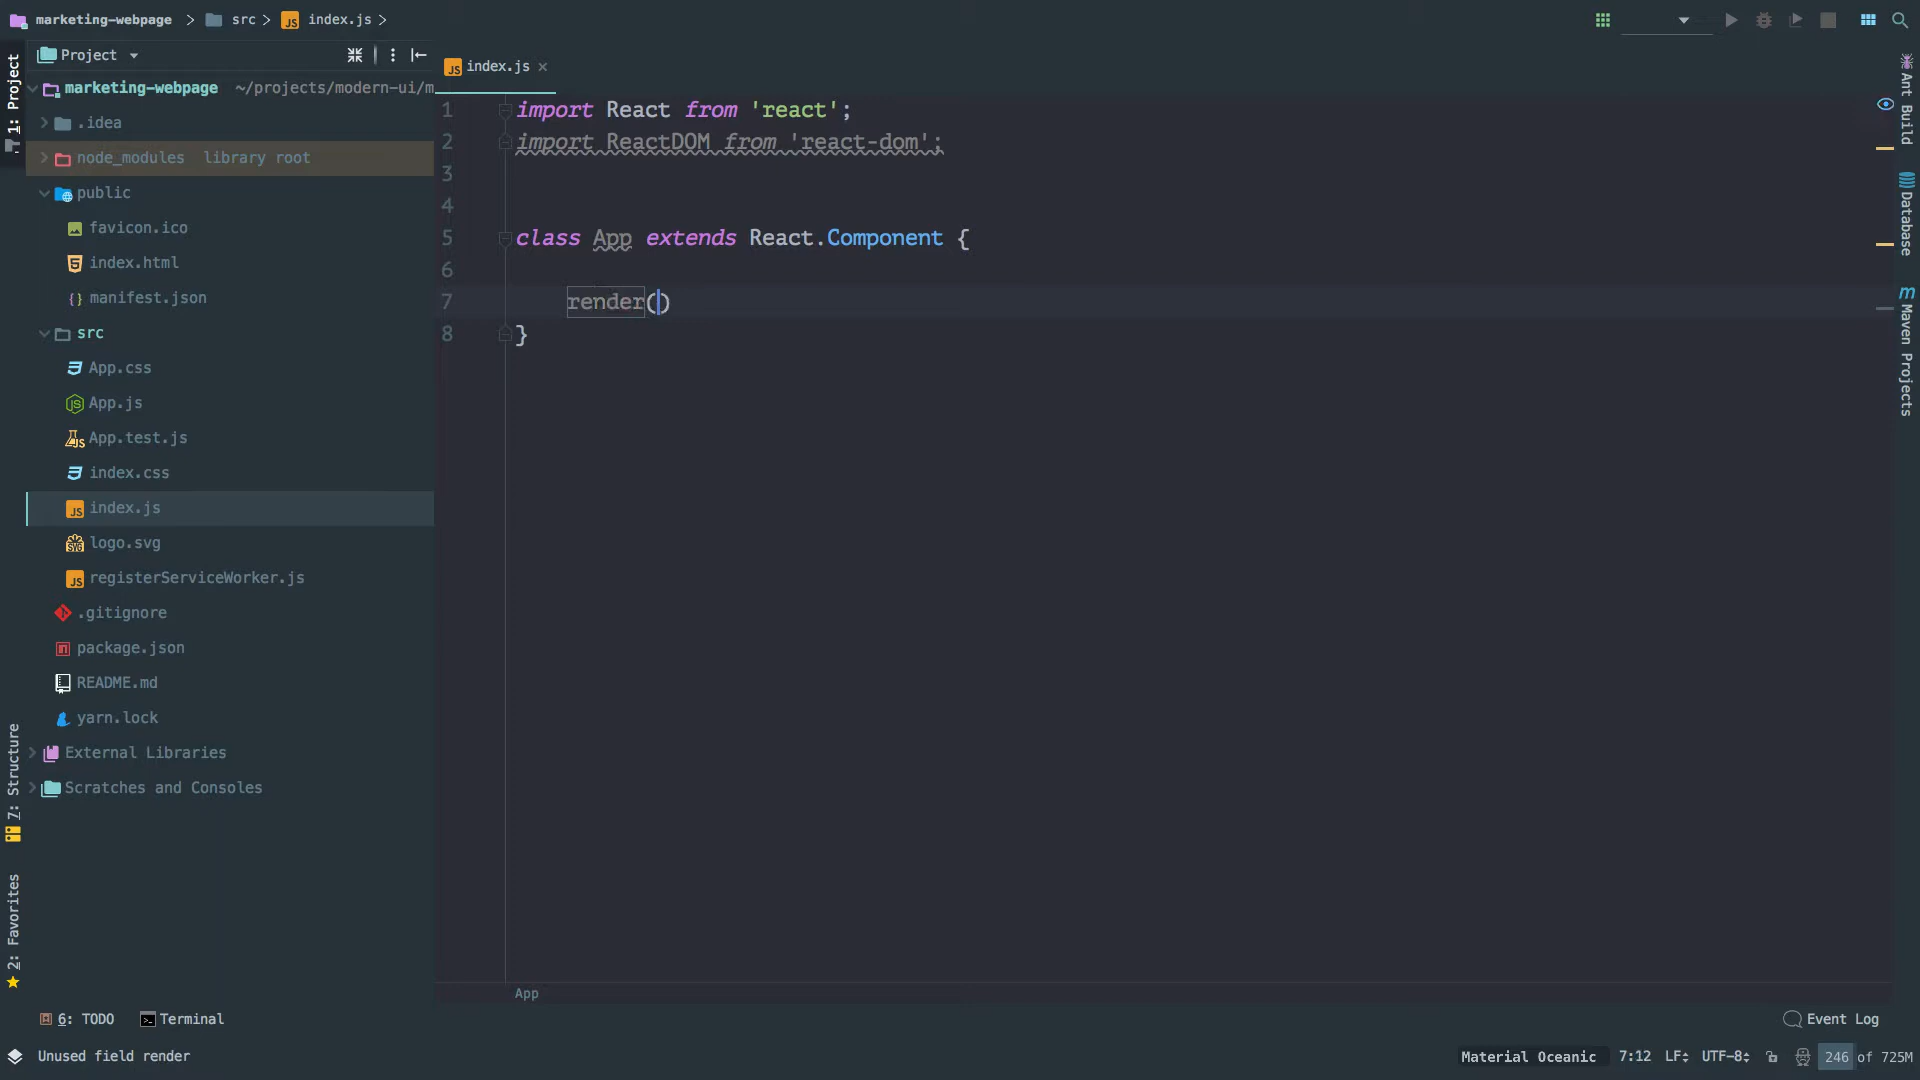 marketing-webpage > src > index.js >
Project
marketing-webpage ~/projects/modern-ui/m
.idea
node_modules library root
public
favicon.ico
index.html
manifest.json
src
App.css
App.js
App.test.js
index.css
index.js
logo.svg
registerServiceWorker.js
.gitignore
package.json
README.md
yarn.lock
External Libraries
Scratches and Consoles
1: Project
7: Structure
2: Favorites
index.js
1 import React from 'react';
2 import ReactDOM from 'react-dom';
3
4
5 class App extends React.Component {
6
7 render()
8 }
App
Ant Build
Database
Maven Projects
6: TODO
Terminal
Event Log
Unused field render
Material Oceanic 7:12 LF UTF-8 246 of 725M